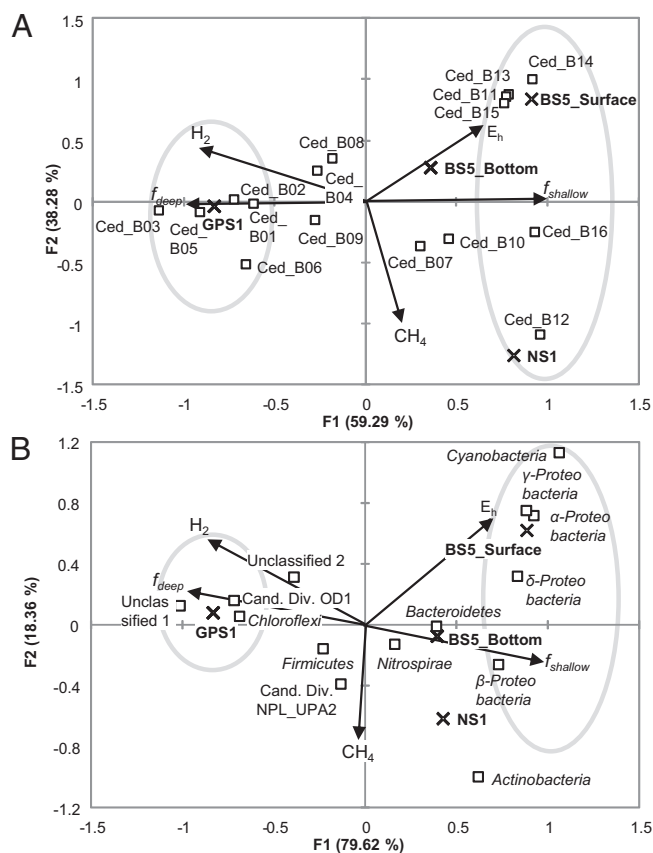 A
1.5
1
0.5
0
-0.5
-1
-1.5
F2 (38.28 %)
Ced_B14
Ced_B13
Ced_B11
Ced_B15
BS5_Surface
Eh
BS5_Bottom
H2
Ced_B08
Ced_
B04
fdeep
Ced_B02
fshallow
Ced_B03
Ced_
B05
GPS1
Ced_
B01
Ced_B09
Ced_B06
Ced_B16
Ced_B10
Ced_B07
CH4
Ced_B12
NS1
-1.5
-1
-0.5
0
0.5
1
1.5
F1 (59.29 %)
B
1.2
0.8
0.4
0
-0.4
-0.8
-1.2
F2 (18.36 %)
Cyanobacteria
γ-Proteo
bacteria
Eh
α-Proteo
bacteria
H2
BS5_Surface
Unclassified 2
fdeep
δ-Proteo
bacteria
Unclas
sified 1
Cand. Div. OD1
GPS1
Chloroflexi
Bacteroidetes
BS5_Bottom
fshallow
Firmicutes
Nitrospirae
β-Proteo
bacteria
Cand. Div.
NPL_UPA2
NS1
CH4
Actinobacteria
-1.5
-1
-0.5
0
0.5
1
1.5
F1 (79.62 %)